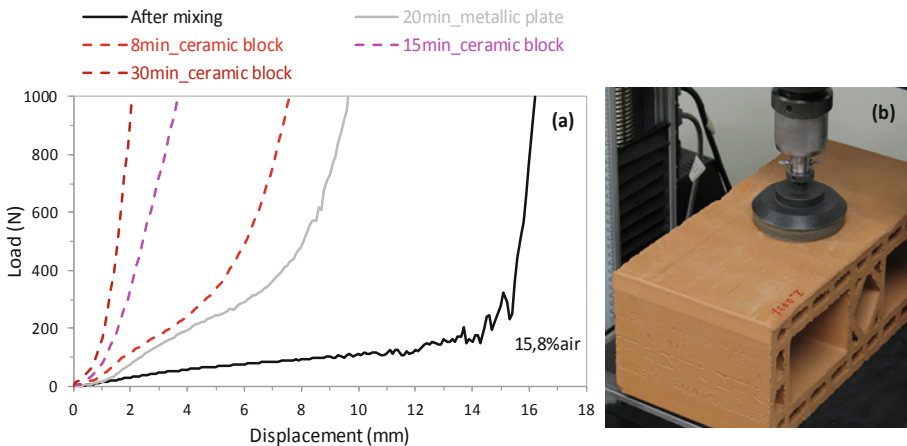 After mixing
20min_metallic plate
8min_ceramic block
15min_ceramic block
30min_ceramic block
1000
800
600
400
200
0
Load (N)
(a)
15,8%air
0 2 4 6 8 10 12 14 16 18
Displacement (mm)
(b)